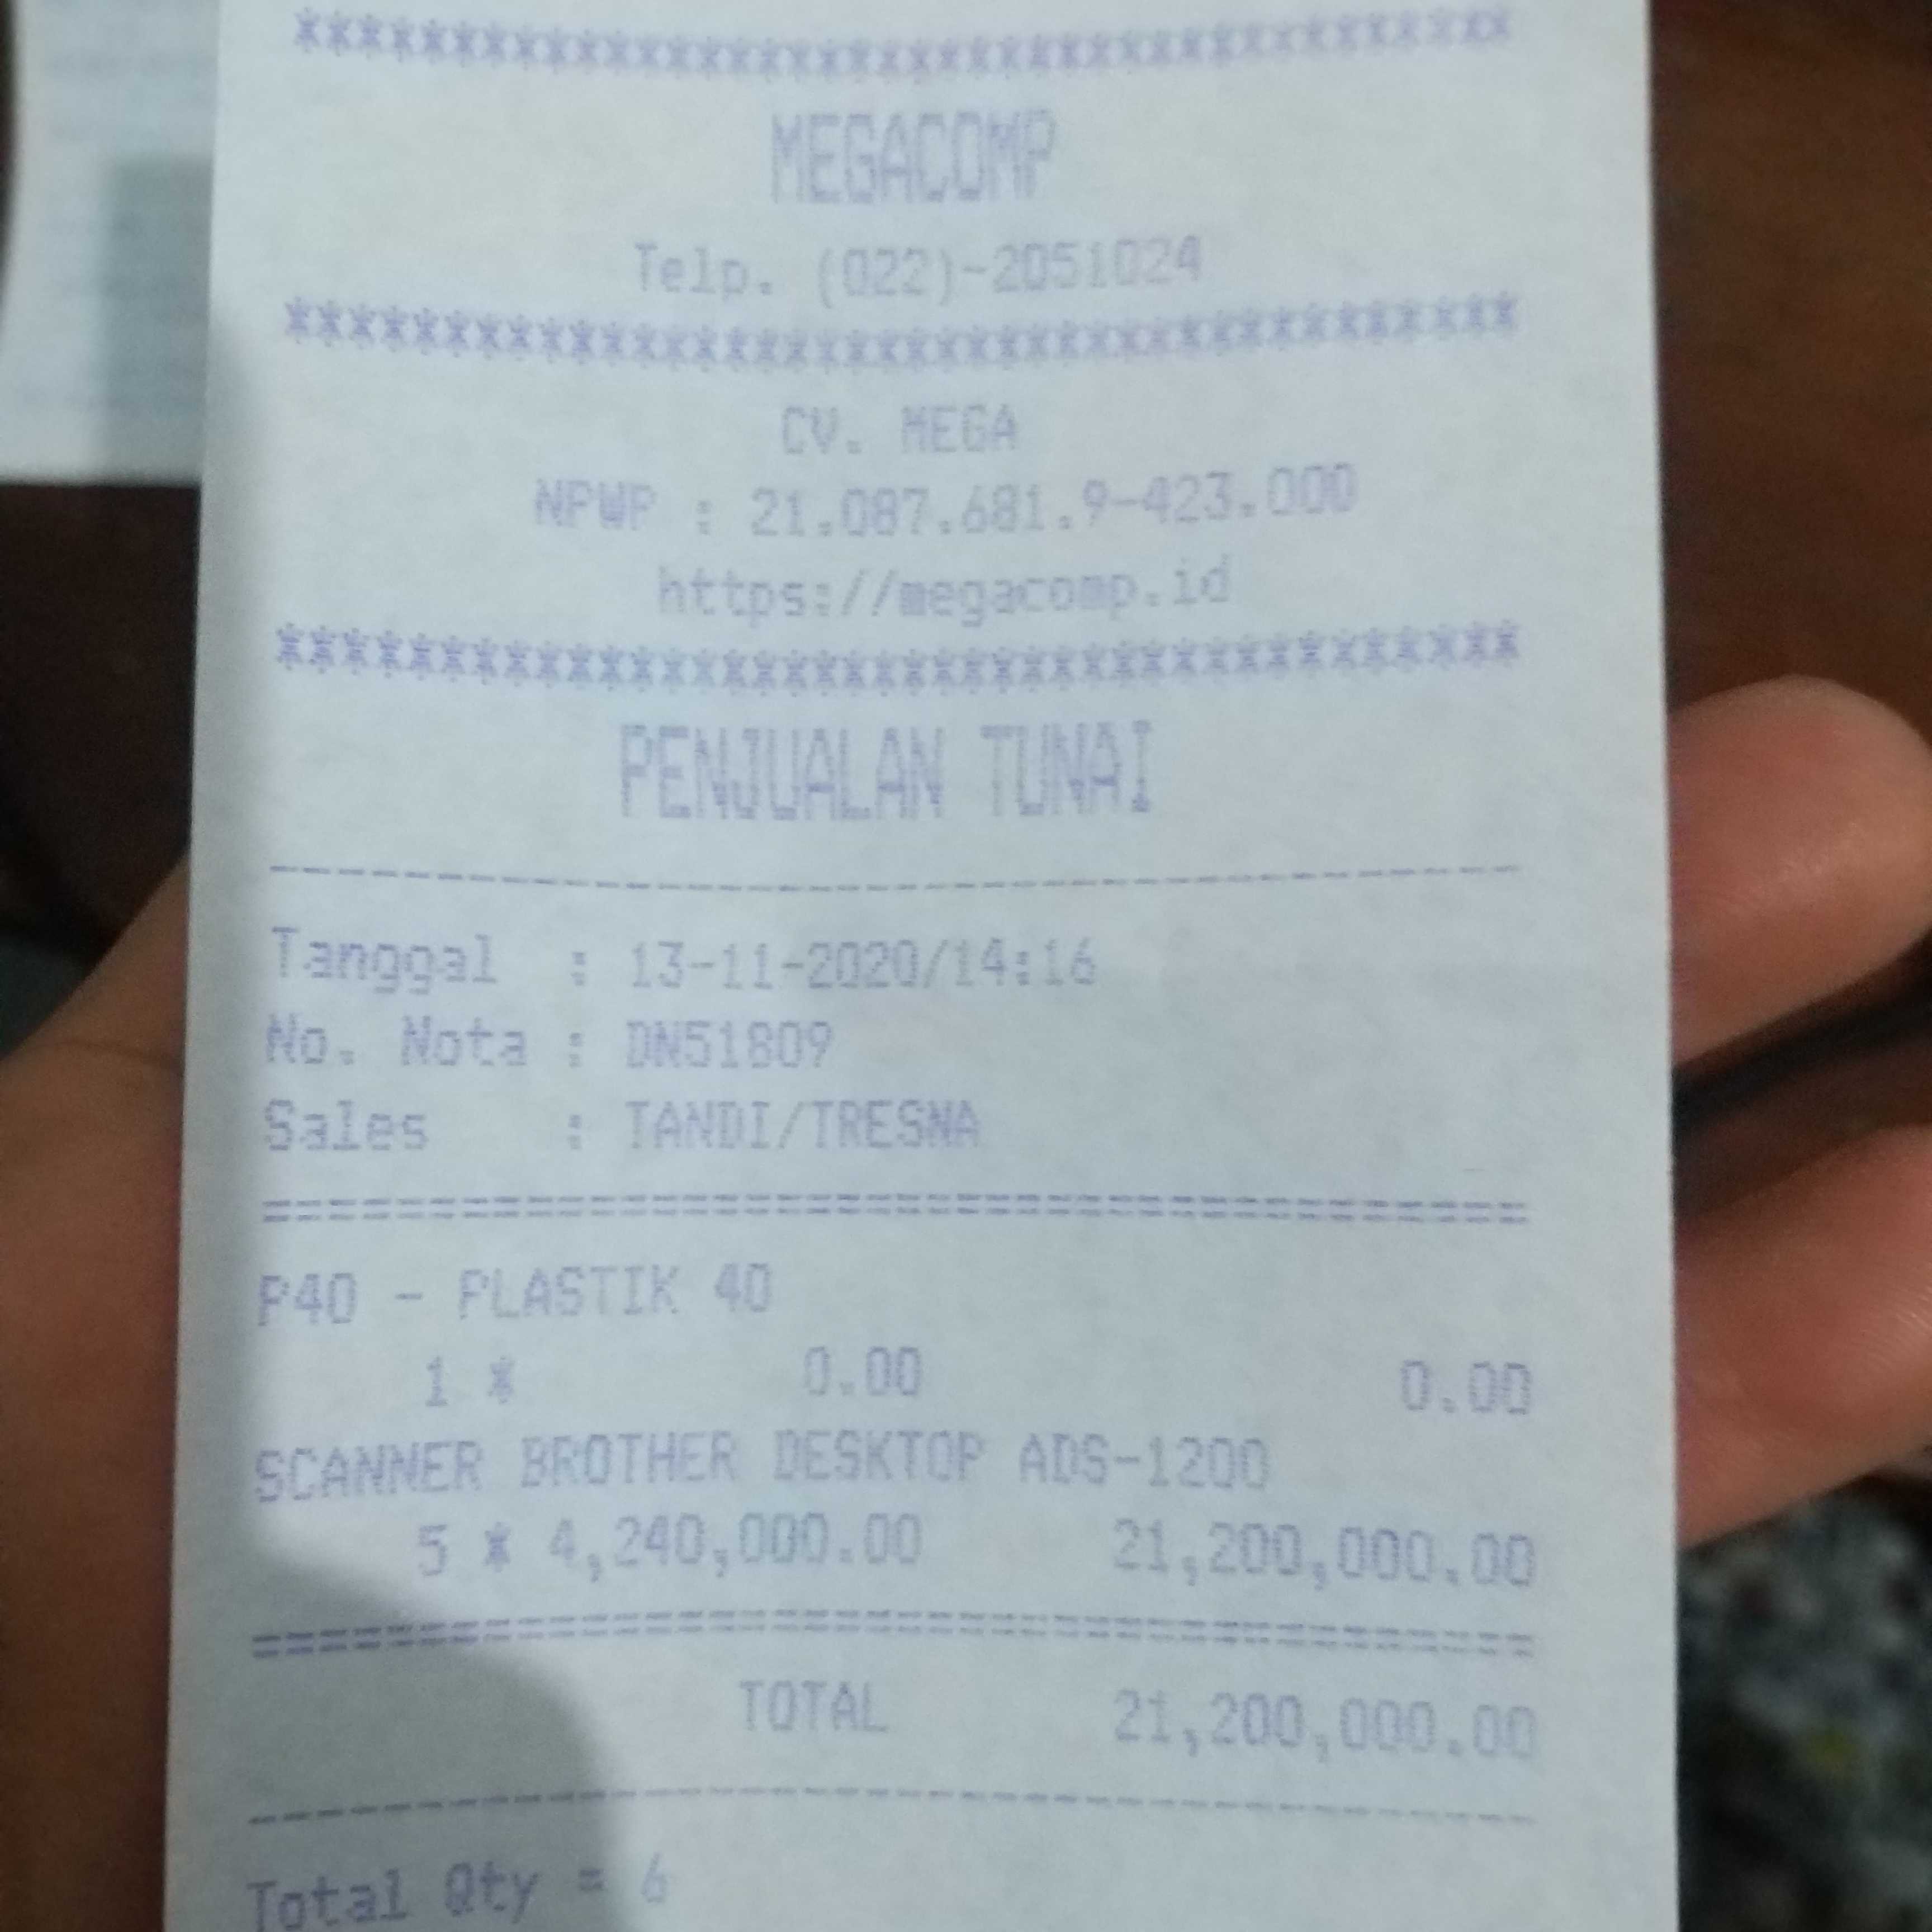 ****************************************
MEGACOMP
Telp. (022)-2051024
****************************************
CV. MEGA
NPWP : 21.087.681.9-423.000
https://megacomp.id
****************************************
PENJUALAN TUNAI
----------------------------------------
Tanggal : 13-11-2020/14:16
No. Nota : DN51809
Sales : TANDI/TRESNA
========================================
P40 - PLASTIK 40
1 * 0.00 0.00
SCANNER BROTHER DESKTOP ADS-1200
5 * 4,240,000.00 21,200,000.00
========================================
TOTAL 21,200,000.00
----------------------------------------
Total Qty = 6